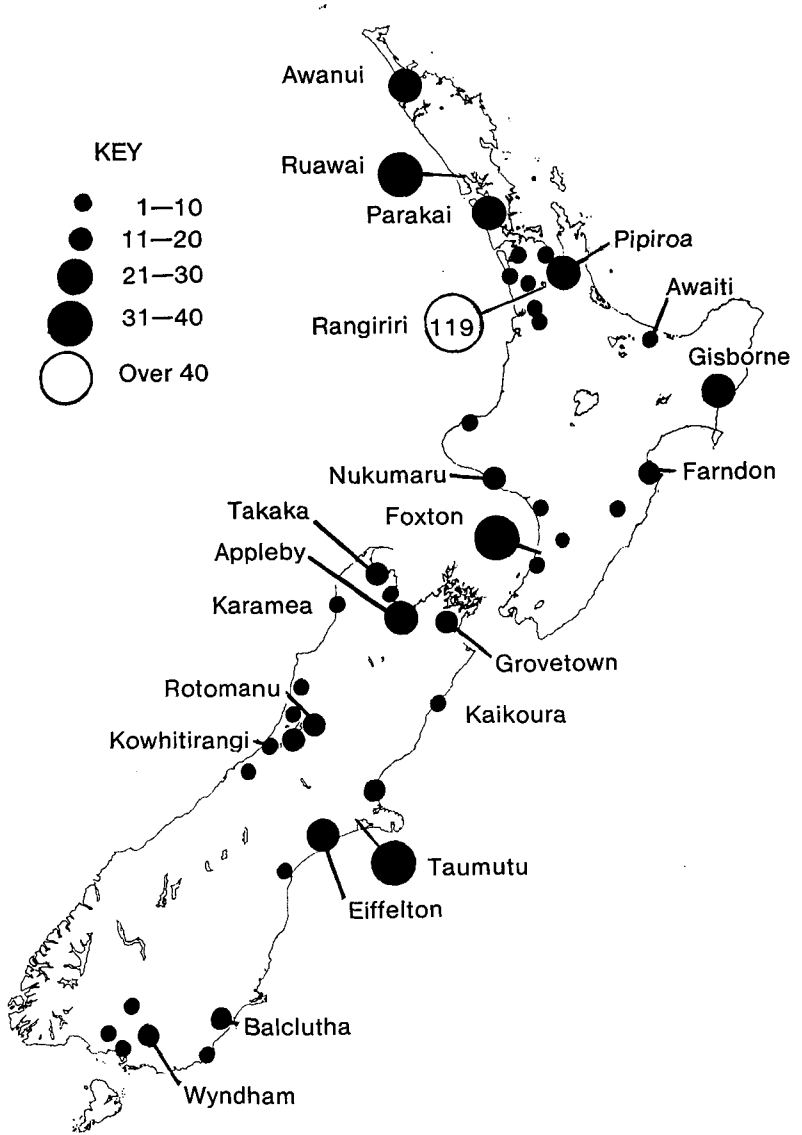 Awanui
KEY
Ruawai
1—10
Parakai
11—20
Pipiroa
21—30
Awaiti
31—40
Rangiriri
119
Gisborne
Over 40
Nukumaru
Farndon
Takaka
Foxton
Appleby
Karamea
Grovetown
Rotomanu
Kaikoura
Kowhitirangi
Taumutu
Eiffelton
Balclutha
Wyndham